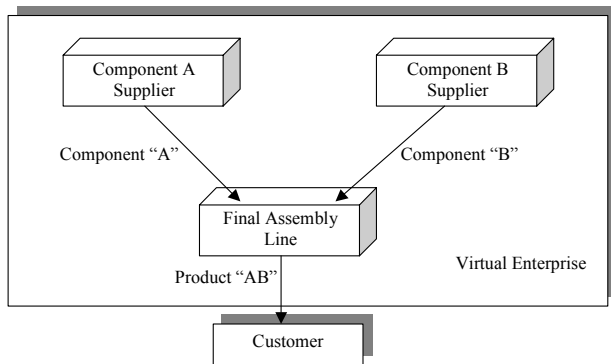 Component A
Supplier
Component B
Supplier
Component “A”
Component “B”
Final Assembly
Line
Virtual Enterprise
Product “AB”
Customer